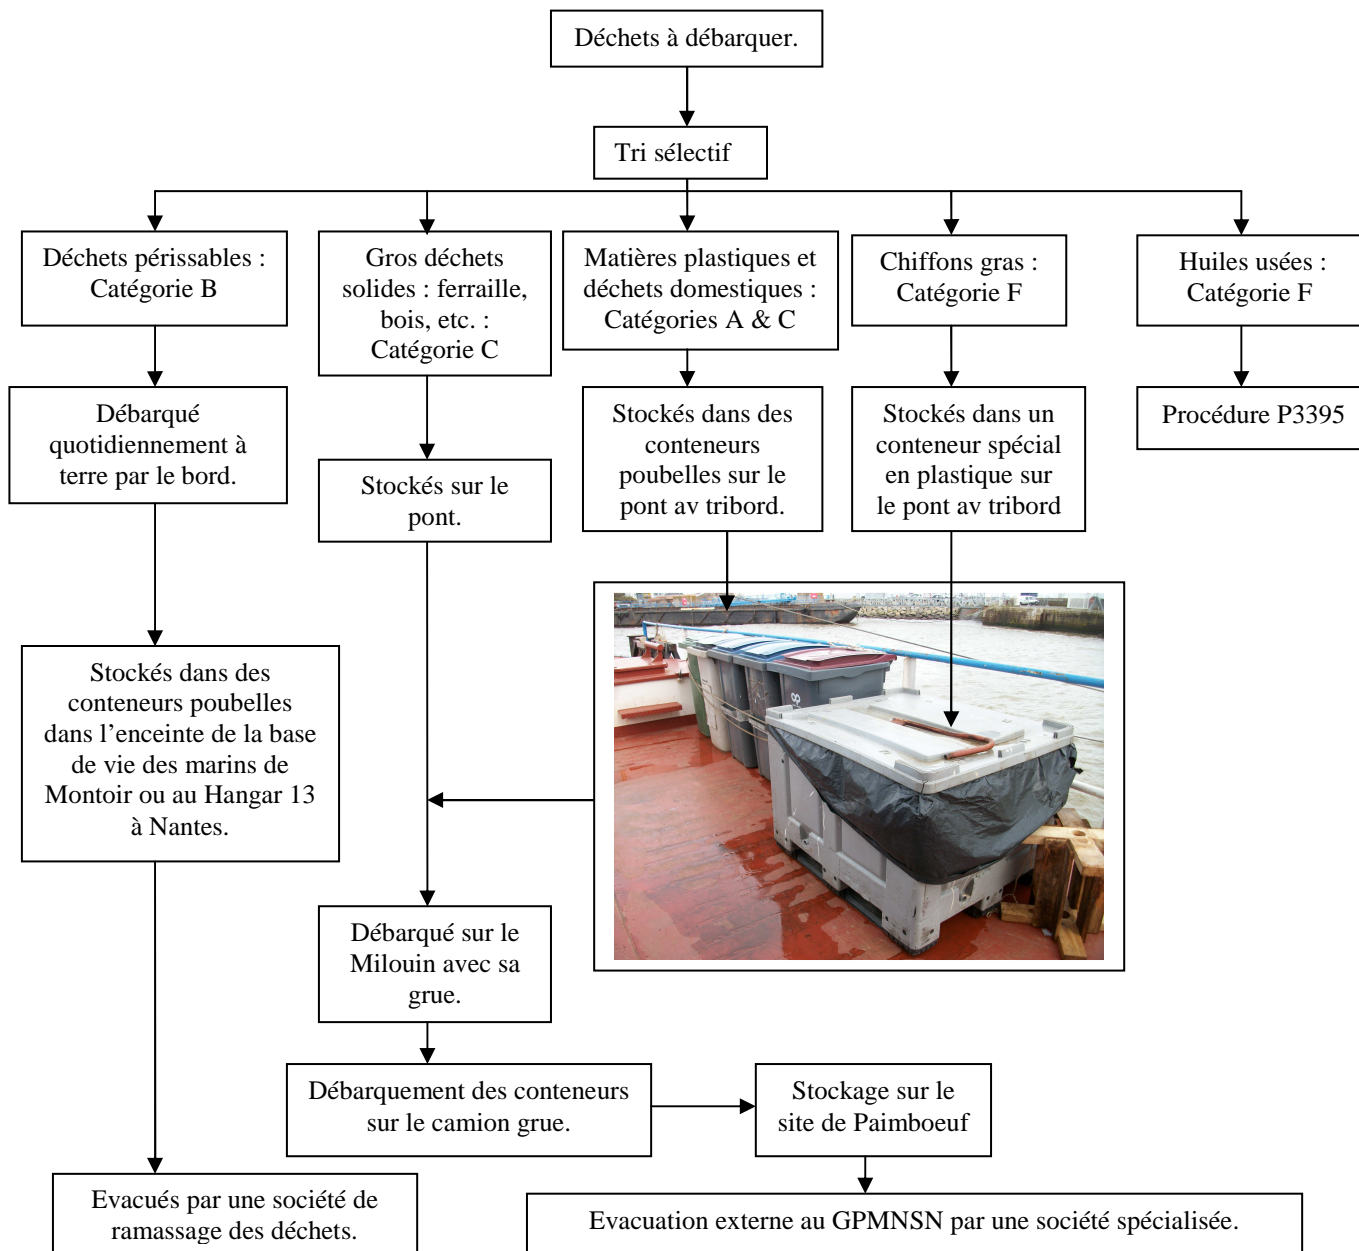 Déchets à débarquer.
Tri sélectif
Déchets périssables :
Catégorie B
Gros déchets
solides : ferraille,
bois, etc. :
Catégorie C
Matières plastiques et
déchets domestiques :
Catégories A & C
Chiffons gras :
Catégorie F
Huiles usées :
Catégorie F
Débarqué
quotidiennement à
terre par le bord.
Stockés sur le
pont.
Stockés dans des
conteneurs
poubelles sur le
pont av tribord.
Stockés dans un
conteneur spécial
en plastique sur
le pont av tribord
Procédure P3395
Stockés dans des
conteneurs poubelles
dans l’enceinte de la base
de vie des marins de
Montoir ou au Hangar 13
à Nantes.
Débarqué sur le
Milouin avec sa
grue.
Débarquement des conteneurs
sur le camion grue.
Stockage sur le
site de Paimboeuf
Evacués par une société de
ramassage des déchets.
Evacuation externe au GPMNSN par une société spécialisée.